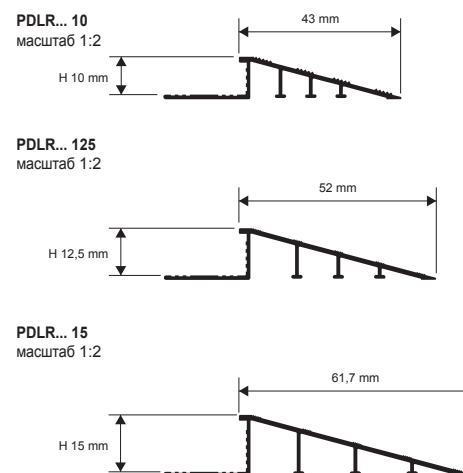 PDLR... 10
масштаб 1:2
43 mm
H 10 mm
PDLR... 125
масштаб 1:2
52 mm
H 12,5 mm
PDLR... 15
масштаб 1:2
61,7 mm
H 15 mm